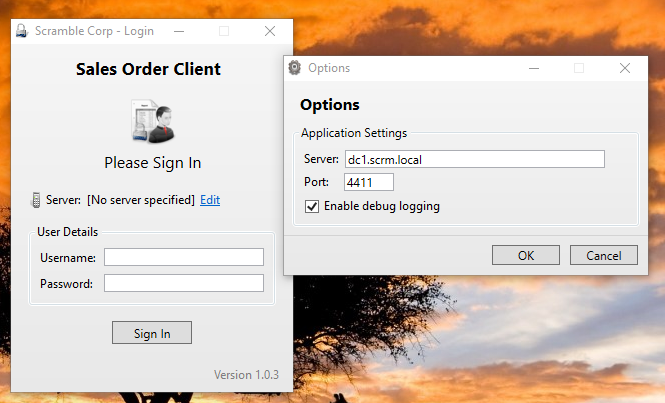 Scramble Corp - Login
Sales Order Client
Please Sign In
Server: [No server specified] Edit
User Details
Username:
Password:
Sign In
Version 1.0.3
Options
Options
Application Settings
Server: dc1.scrm.local
Port: 4411
Enable debug logging
OK Cancel